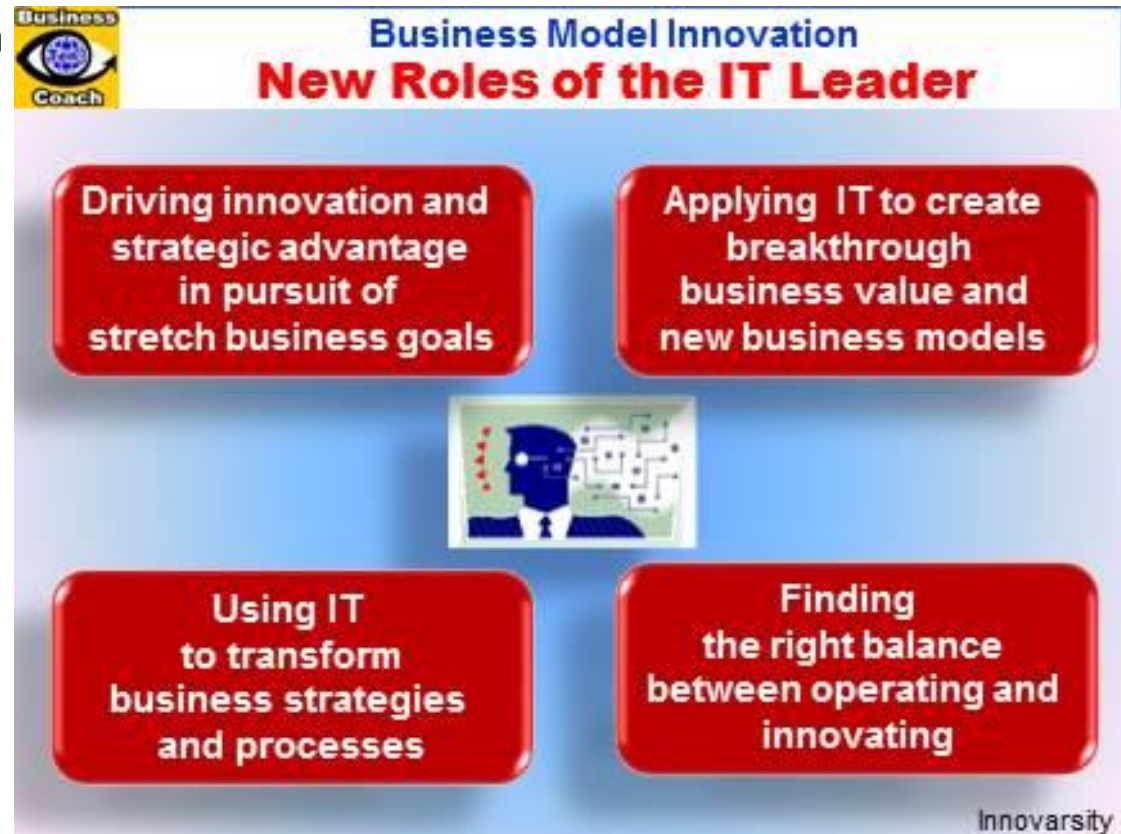 Business
Coach
Business Model Innovation
New Roles of the IT Leader
Driving innovation and
strategic advantage
in pursuit of
stretch business goals
Applying IT to create
breakthrough
business value and
new business models
Using IT
to transform
business strategies
and processes
Finding
the right balance
between operating and
innovating
Innovarsity